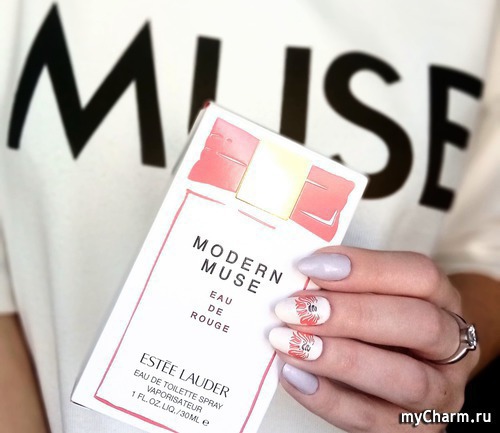 MUSE
MODERN
MUSE
EAU
DE
ROUGE
ESTĒE LAUDER
EAU DE TOILETTE SPRAY
VAPORISATEUR
1 FL.OZ.LIQ./30ML e
myCharm.ru